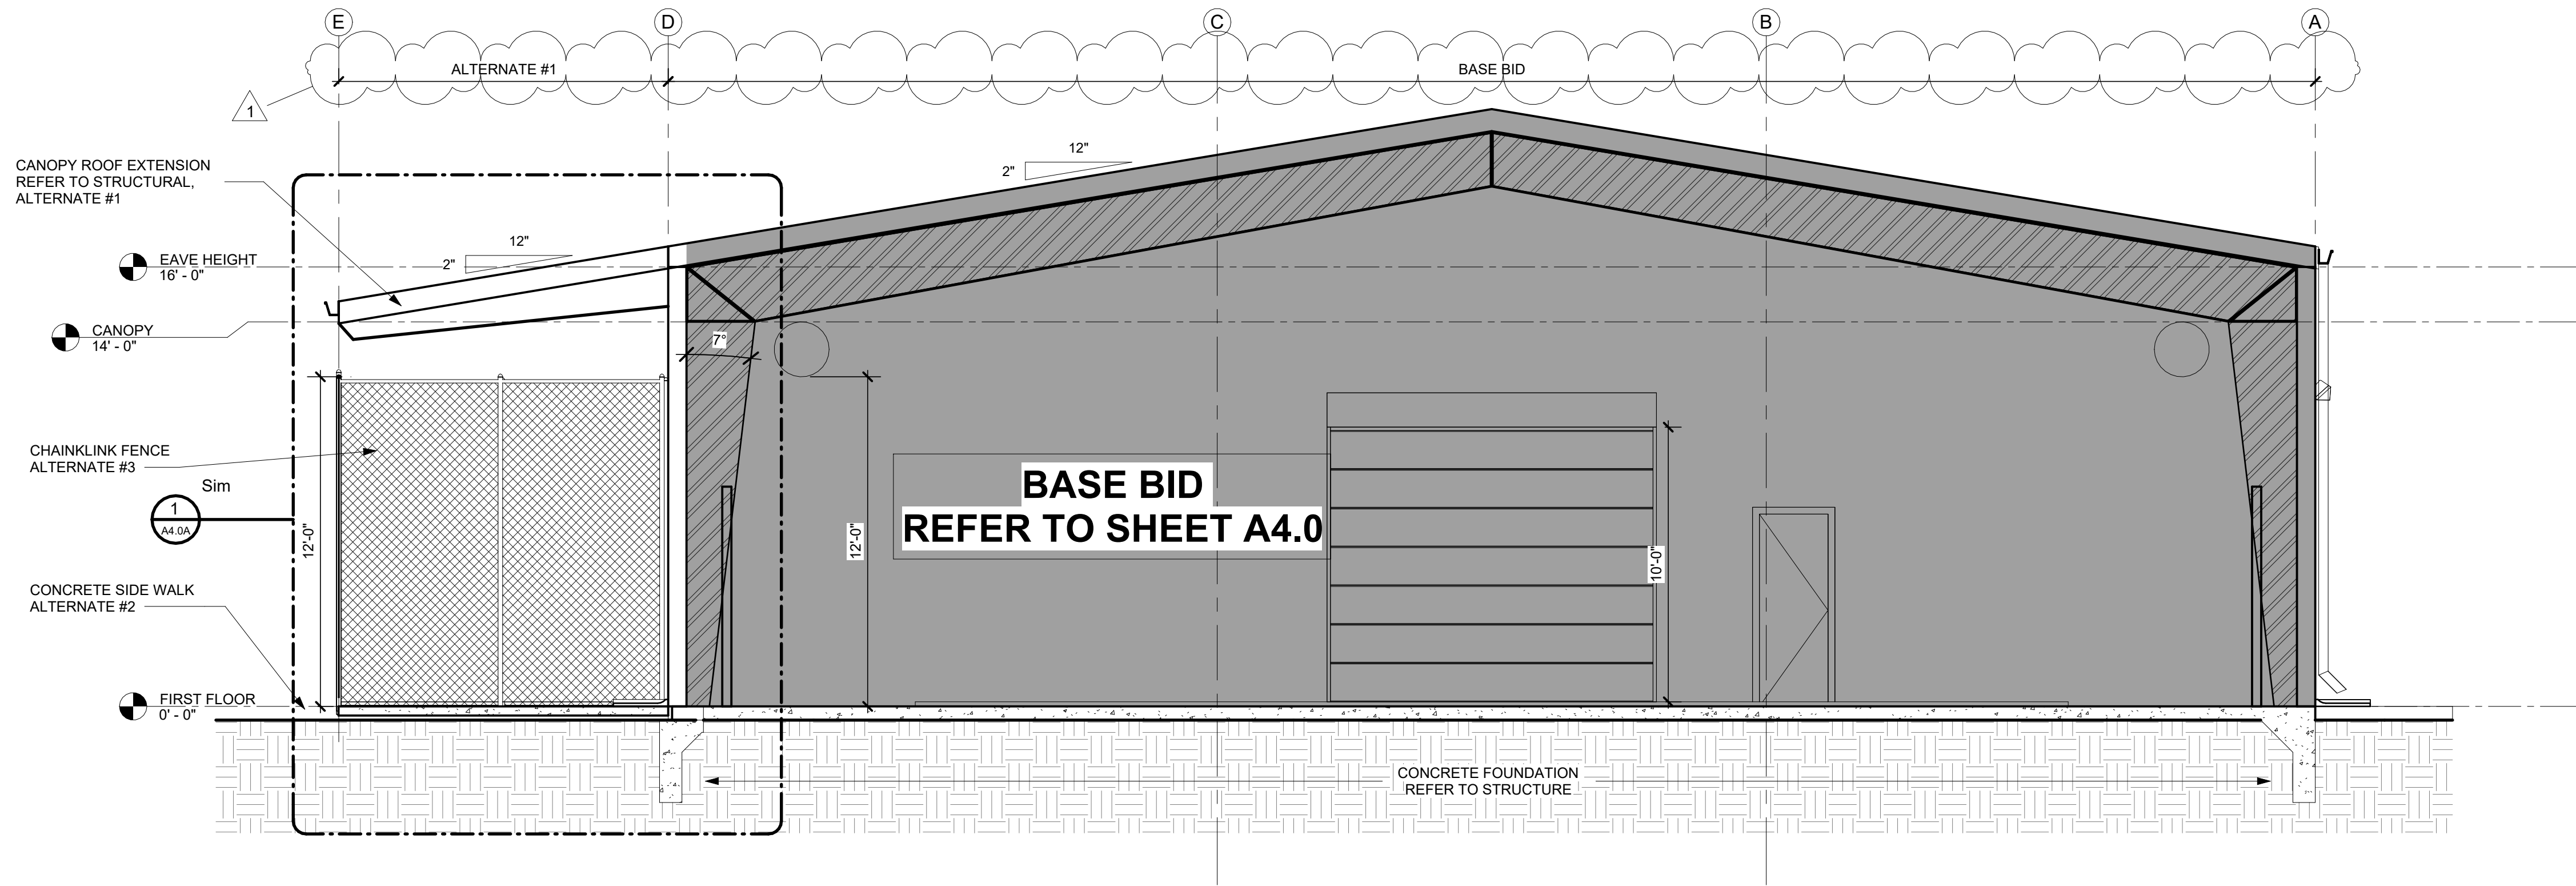 E
D
C
B
A
ALTERNATE #1
BASE BID
1
CANOPY ROOF EXTENSION
REFER TO STRUCTURAL,
ALTERNATE #1
12"
2"
12"
2"
EAVE HEIGHT
16' - 0"
CANOPY
14' - 0"
7°
CHAINKLINK FENCE
ALTERNATE #3
Sim
1
A4.0A
12'-0"
12'-0"
BASE BID
REFER TO SHEET A4.0
10'-0"
CONCRETE SIDE WALK
ALTERNATE #2
FIRST FLOOR
0' - 0"
CONCRETE FOUNDATION
REFER TO STRUCTURE